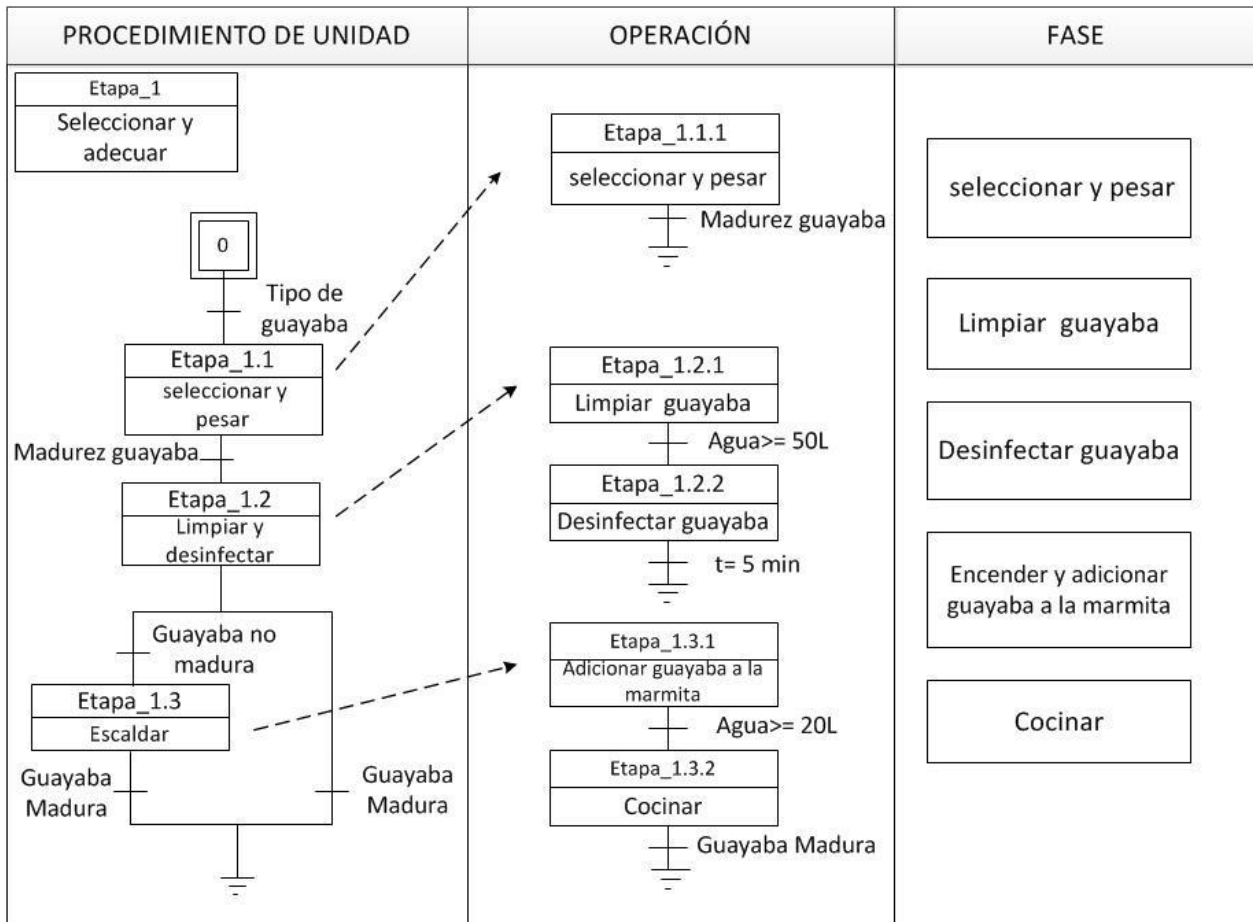 PROCEDIMIENTO DE UNIDAD
OPERACIÓN
FASE
Etapa_1
Seleccionar y
adecuar
0
Tipo de
guayaba
Etapa_1.1
seleccionar y
pesar
Madurez guayaba
Etapa_1.2
Limpiar y
desinfectar
Guayaba no
madura
Etapa_1.3
Escaldar
Guayaba
Madura
Guayaba
Madura
Etapa_1.1.1
seleccionar y pesar
Madurez guayaba
Etapa_1.2.1
Limpiar guayaba
Agua>= 50L
Etapa_1.2.2
Desinfectar guayaba
t= 5 min
Etapa_1.3.1
Adicionar guayaba a la
marmita
Agua>= 20L
Etapa_1.3.2
Cocinar
Guayaba Madura
seleccionar y pesar
Limpiar guayaba
Desinfectar guayaba
Encender y adicionar
guayaba a la marmita
Cocinar